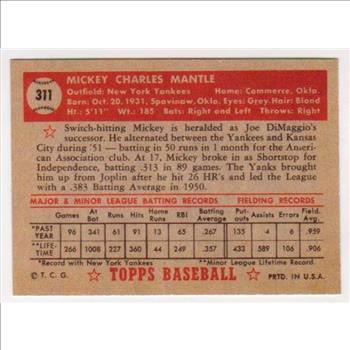 311
MICKEY CHARLES MANTLE
Outfield: New York Yankees Home: Commerce, Okla.
Born: Oct. 20, 1931, Spavinaw, Okla. Eyes: Grey. Hair: Blond
Ht.: 5'11" Wt.: 185 Bats: Right and Left Throws: Right
Switch-hitting Mickey is heralded as Joe DiMaggio's
successor. He alternated between the Yankees and Kansas
City during '51 – batting in 50 runs in 1 month for the Amer-
ican Association club. At 17, Mickey broke in as Shortstop for
Independence, batting .313 in 89 games. The Yanks brought
him up from Joplin after he hit 26 HR's and led the League
with a .383 Batting Average in 1950.
MAJOR & MINOR LEAGUE BATTING RECORDS FIELDING RECORDS
Games At Bat Runs Hits Home Runs RBI Batting Average Put-outs Assists Errors Field. Avg.
*PAST YEAR 96 341 61 91 13 65 .267 135 4 6 .959
**LIFE-TIME 266 1008 229 360 44 .357 433 589 106 .906
*Record with New York Yankees
© T. C. G. TOPPS BASEBALL PRTD. IN U.S.A.